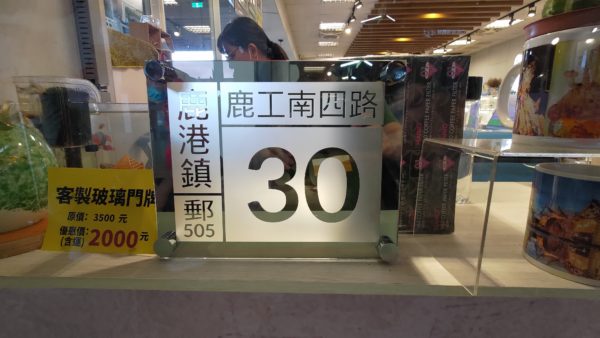 鹿港鎮
郵
505
鹿工南四路
30
客製玻璃門牌
原價: 3500 元
優惠價:
(含運)
2000元